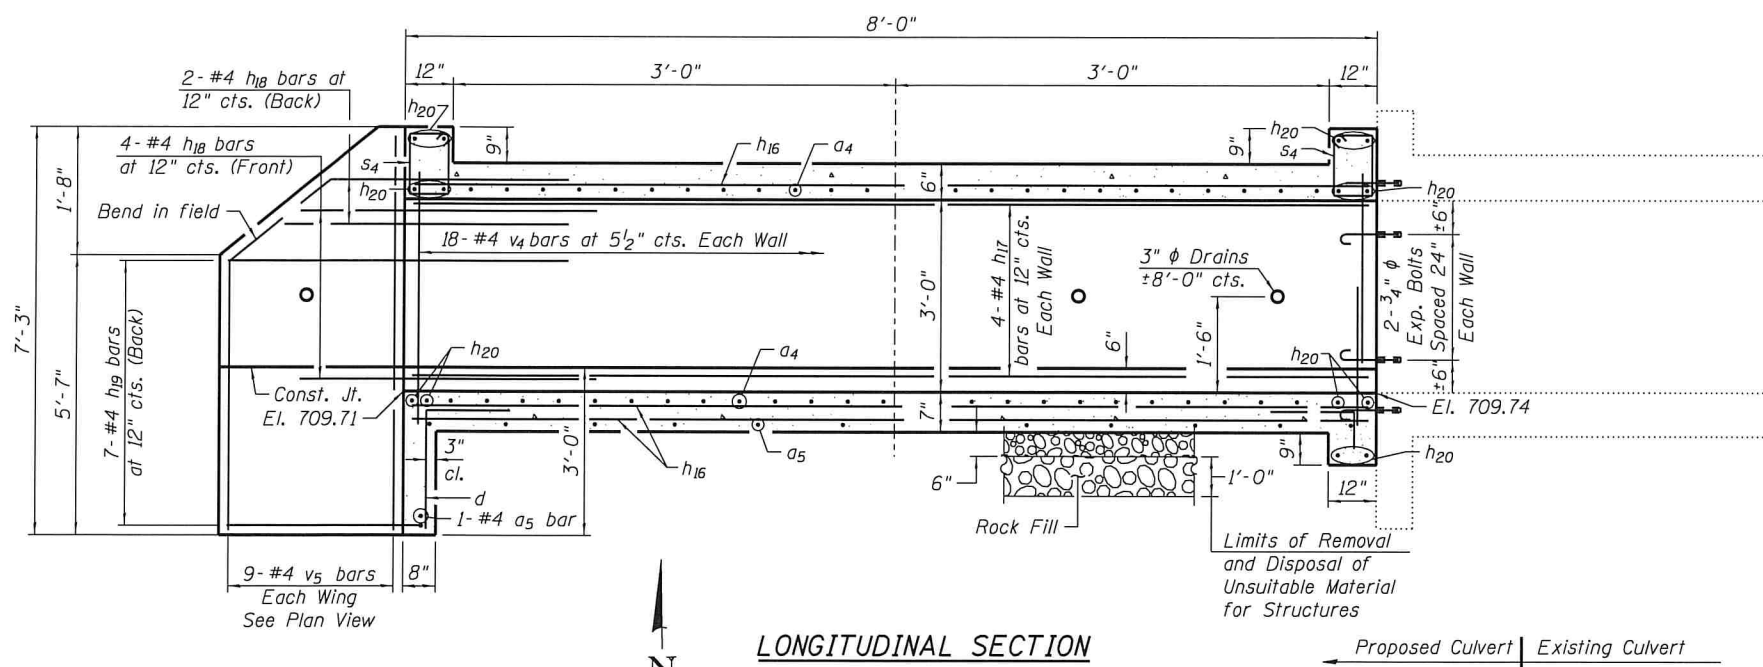 8'-0"
12"
3'-0"
3'-0"
12"
2- #4 h18 bars at
12" cts. (Back)
h20
4- #4 h18 bars
at 12" cts. (Front)
s4
h20
9"
h16
a4
6"
9"
h20
s4
h20
7'-3"
1'-8"
5'-7"
Bend in field
18- #4 v4 bars at 5½" cts. Each Wall
4- #4 h17
bars at 12" cts.
Each Wall
3" ϕ Drains
±8'-0" cts.
3'-0"
6"
1'-6"
2- ¾" ϕ
Exp. Bolts
Spaced 24"
Each Wall
±6"
±6"
7- #4 h19 bars
at 12" cts. (Back)
h20
a4
h20
Const. Jt.
El. 709.71
El. 709.74
7"
3"
cl.
3'-0"
h16
a5
9"
h20
d
1- #4 a5 bar
6"
1'-0"
12"
Rock Fill
Limits of Removal
and Disposal of
Unsuitable Material
for Structures
9- #4 v5 bars
Each Wing
See Plan View
8"
N
LONGITUDINAL SECTION
Proposed Culvert
Existing Culvert